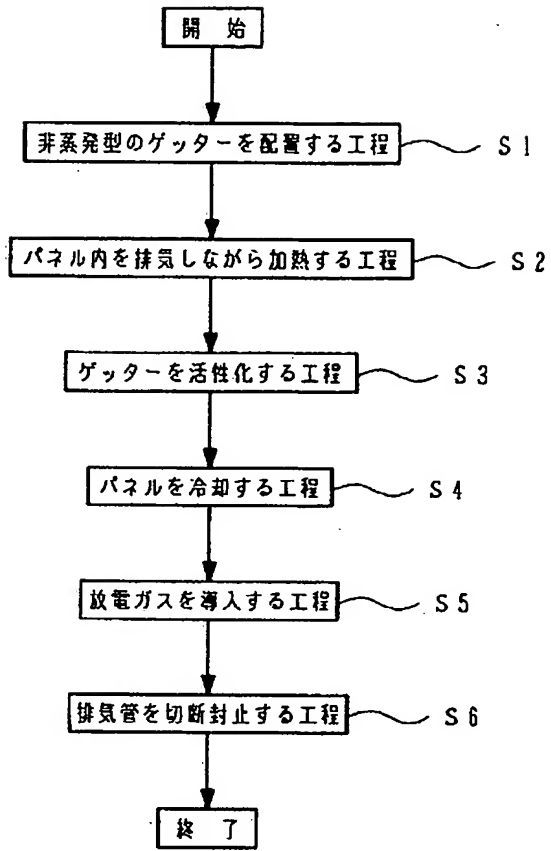 開 始
非蒸発型のゲッターを配置する工程 S1
パネル内を排気しながら加熱する工程 S2
ゲッターを活性化する工程 S3
パネルを冷却する工程 S4
放電ガスを導入する工程 S5
排気管を切断封止する工程 S6
終 了